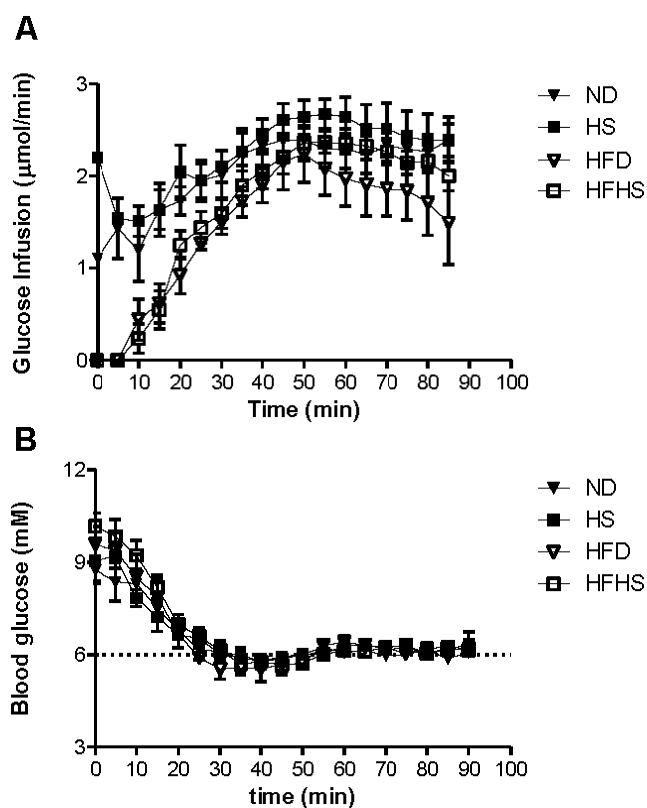 A
Glucose Infusion (μmol/min)
3
2
1
0
0 10 20 30 40 50 60 70 80 90 100
Time (min)
ND
HS
HFD
HFHS
B
Blood glucose (mM)
12
9
6
3
0 10 20 30 40 50 60 70 80 90 100
time (min)
ND
HS
HFD
HFHS